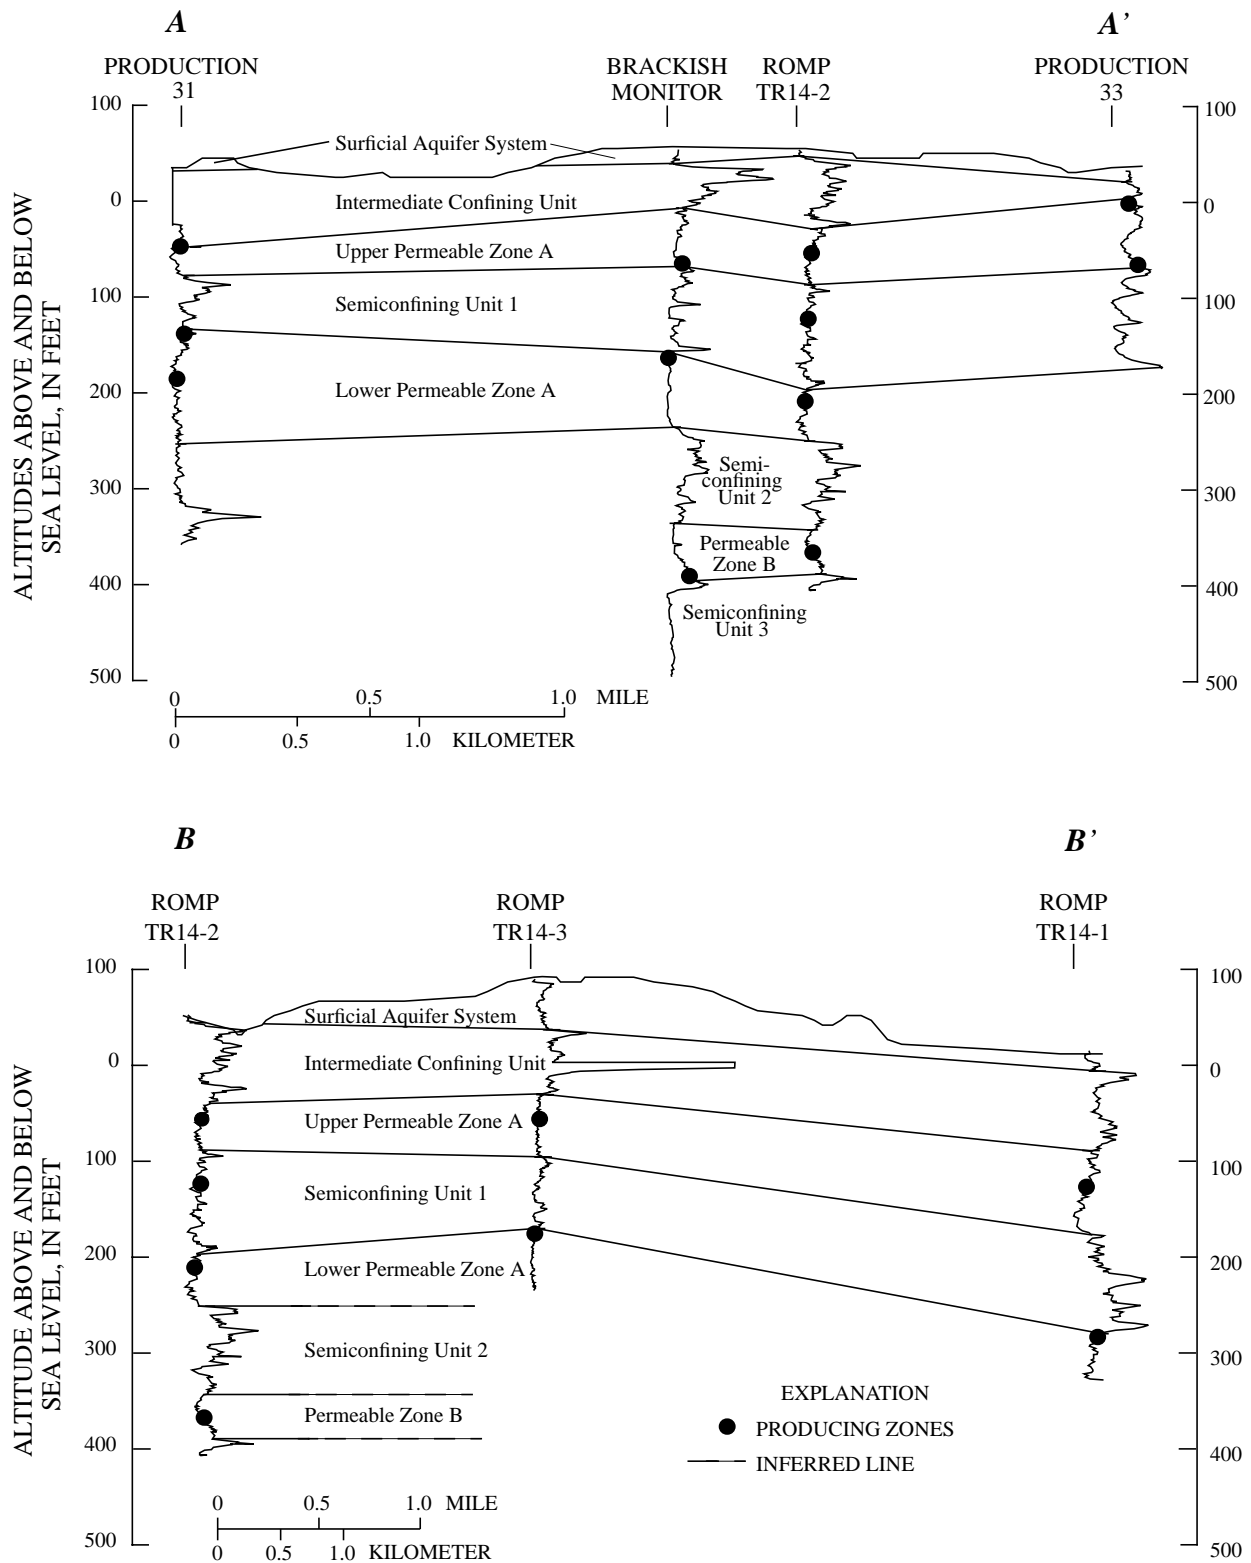 A
A’
PRODUCTION
31
BRACKISH
MONITOR
ROMP
TR14-2
PRODUCTION
33
ALTITUDES ABOVE AND BELOW
SEA LEVEL, IN FEET
100
0
100
200
300
400
500
100
0
100
200
300
400
500
Surficial Aquifer System
Intermediate Confining Unit
Upper Permeable Zone A
Semiconfining Unit 1
Lower Permeable Zone A
Semi-
confining
Unit 2
Permeable
Zone B
Semiconfining
Unit 3
0 0.5 1.0 MILE
0 0.5 1.0 KILOMETER
B
B’
ROMP
TR14-2
ROMP
TR14-3
ROMP
TR14-1
ALTITUDE ABOVE AND BELOW
SEA LEVEL, IN FEET
100
0
100
200
300
400
500
100
0
100
200
300
400
500
Surficial Aquifer System
Intermediate Confining Unit
Upper Permeable Zone A
Semiconfining Unit 1
Lower Permeable Zone A
Semiconfining Unit 2
Permeable Zone B
EXPLANATION
PRODUCING ZONES
INFERRED LINE
0 0.5 1.0 MILE
0 0.5 1.0 KILOMETER